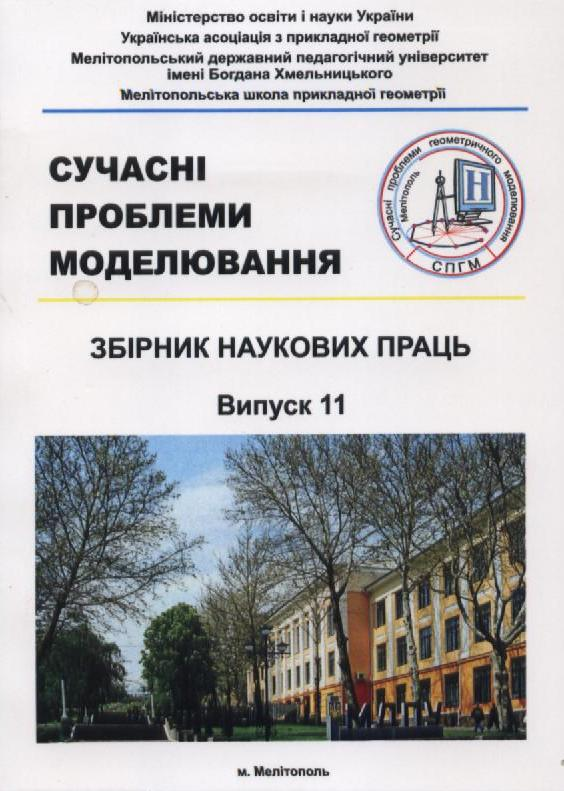 Міністерство освіти і науки України
Українська асоціація з прикладної геометрії
Мелітопольський державний педагогічний університет
імені Богдана Хмельницького
Мелітопольська школа прикладної геометрії
СУЧАСНІ
ПРОБЛЕМИ
МОДЕЛЮВАННЯ
Сучасні проблеми геометричного моделювання
Мелітополь
Н
СПГМ
ЗБІРНИК НАУКОВИХ ПРАЦЬ
Випуск 11
м. Мелітополь